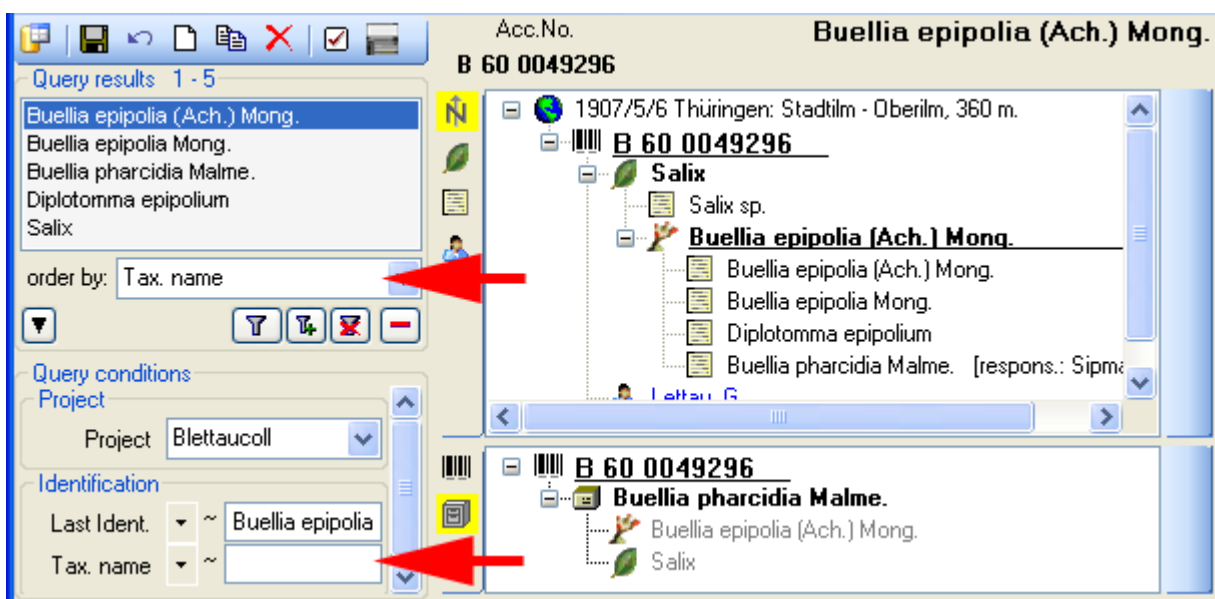 Acc.No.
Buellia epipolia (Ach.) Mong.
B 60 0049296
Query results 1 - 5
Buellia epipolia (Ach.) Mong.
Buellia epipolia Mong.
Buellia pharcidia Malme.
Diplotomma epipolium
Salix
order by: Tax. name
Query conditions
Project
Project Blettaucoll
Identification
Last Ident. ~ Buellia epipolia
Tax. name ~
N
1907/5/6 Thüringen: Stadtilm - Oberilm, 360 m.
B 60 0049296
Salix
Salix sp.
Buellia epipolia (Ach.) Mong.
Buellia epipolia (Ach.) Mong.
Buellia epipolia Mong.
Diplotomma epipolium
Buellia pharcidia Malme. [respons.: Sipma
Lettau, G.
B 60 0049296
Buellia pharcidia Malme.
Buellia epipolia (Ach.) Mong.
Salix